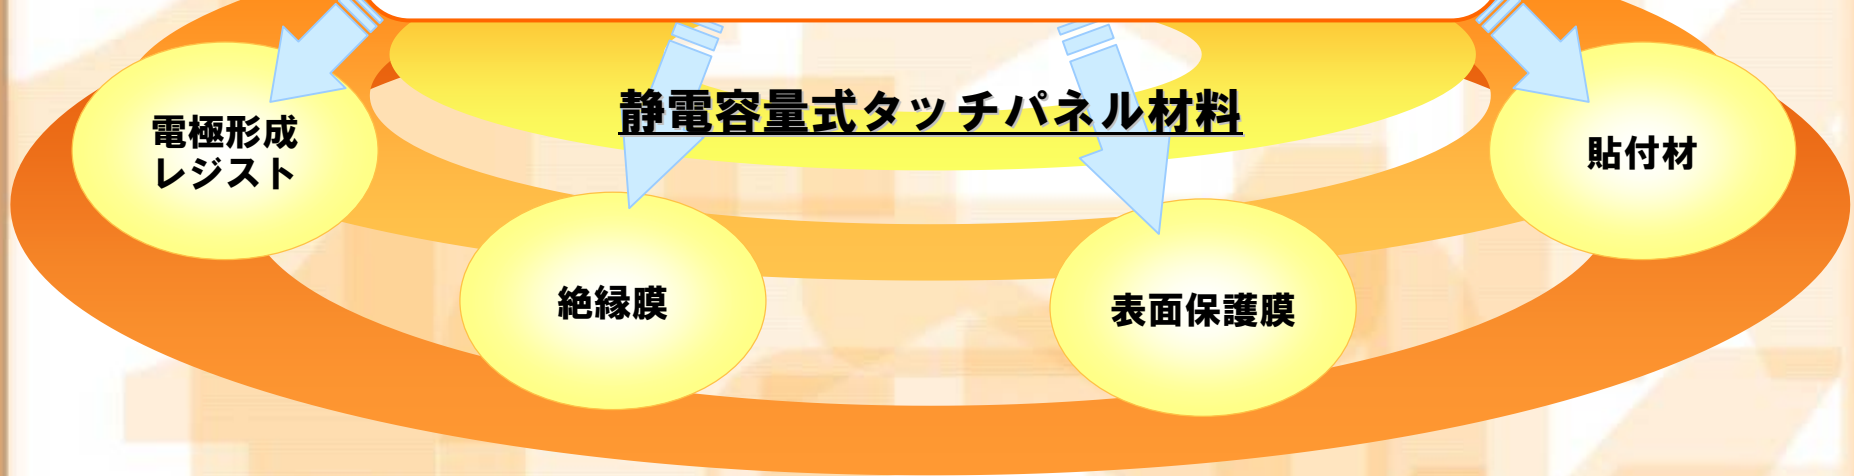 静電容量式タッチパネル材料
電極形成
レジスト
貼付材
絶縁膜
表面保護膜